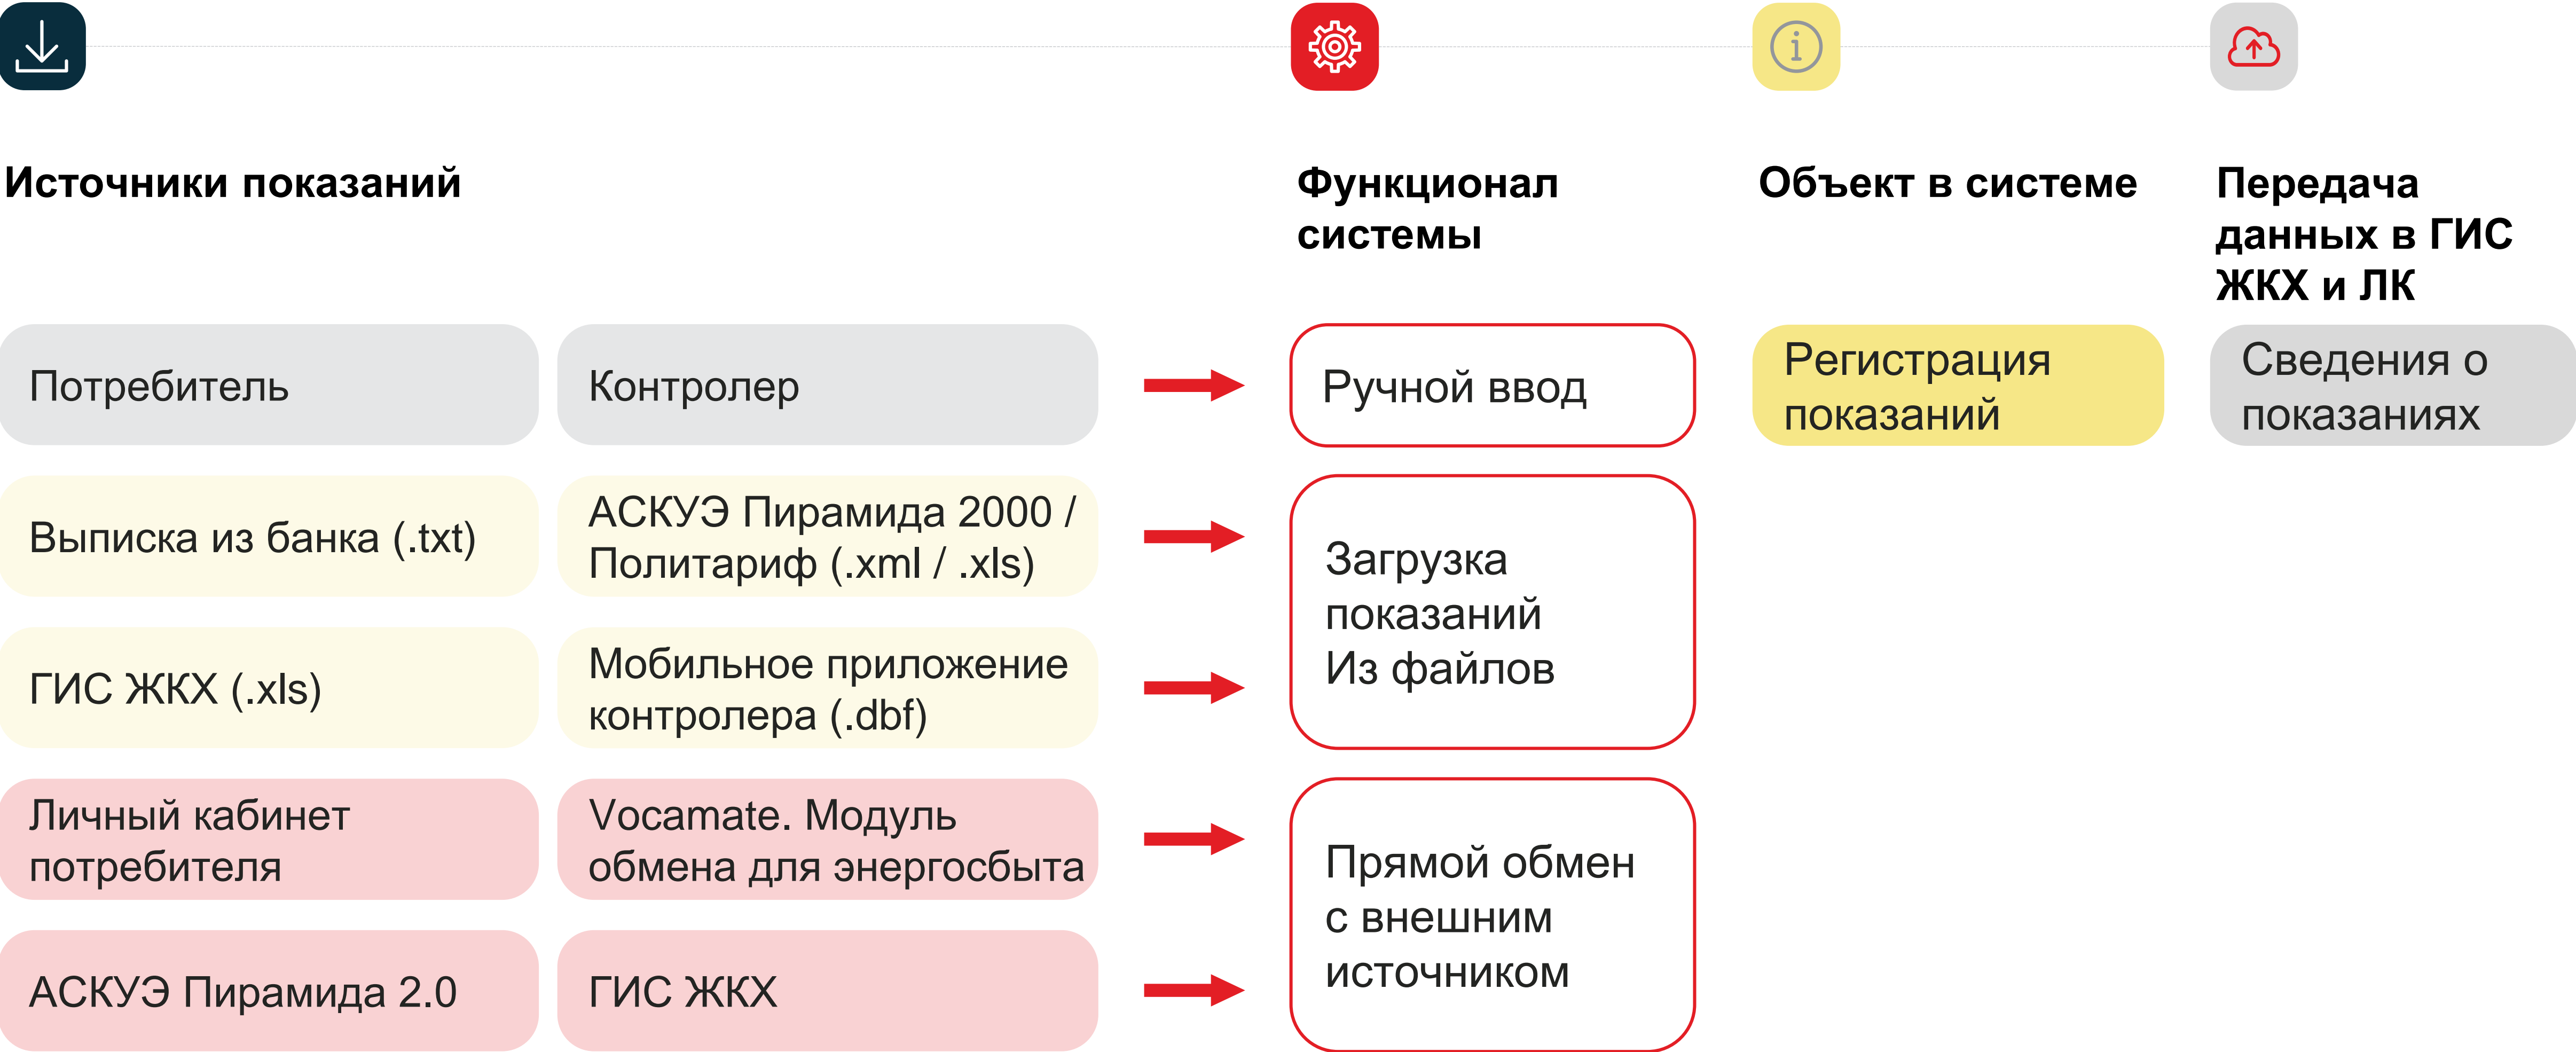 Источники показаний
Функционал
системы
Объект в системе
Передача
данных в ГИС
ЖКХ и ЛК
Потребитель
Контролер
Ручной ввод
Регистрация
показаний
Сведения о
показаниях
Выписка из банка (.txt)
АСКУЭ Пирамида 2000 /
Политариф (.xml / .xls)
Загрузка
показаний
Из файлов
ГИС ЖКХ (.xls)
Мобильное приложение
контролера (.dbf)
Личный кабинет
потребителя
Vocamate. Модуль
обмена для энергосбыта
Прямой обмен
с внешним
источником
АСКУЭ Пирамида 2.0
ГИС ЖКХ